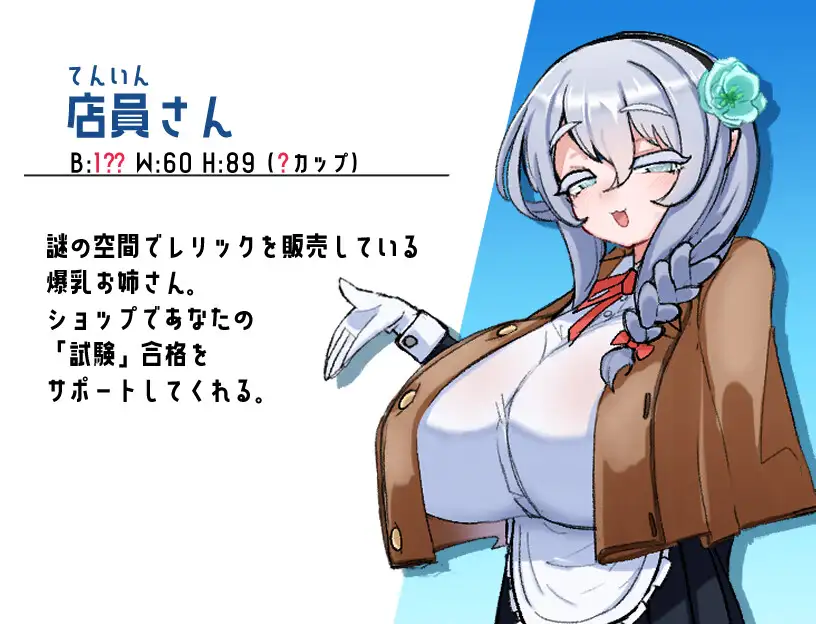 てんいん
店員さん
B:1?? W:60 H:89 (?カップ)
謎の空間でレリックを販売している
爆乳お姉さん。
ショップであなたの
「試験」合格を
サポートしてくれる。